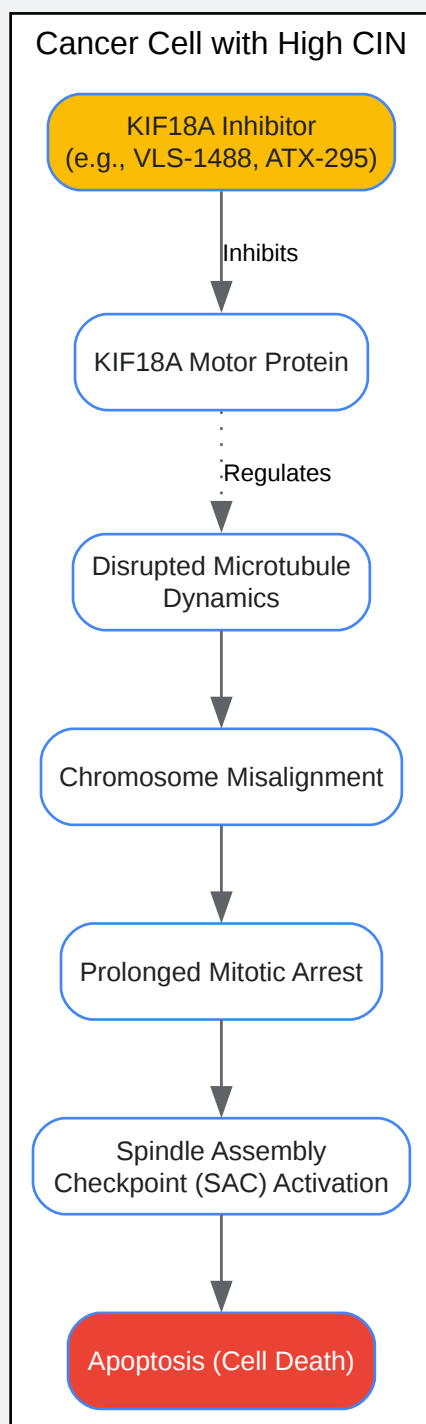 Cancer Cell with High CIN
KIF18A Inhibitor
(e.g., VLS-1488, ATX-295)
Inhibits
KIF18A Motor Protein
Regulates
Disrupted Microtubule
Dynamics
Chromosome Misalignment
Prolonged Mitotic Arrest
Spindle Assembly
Checkpoint (SAC) Activation
Apoptosis (Cell Death)